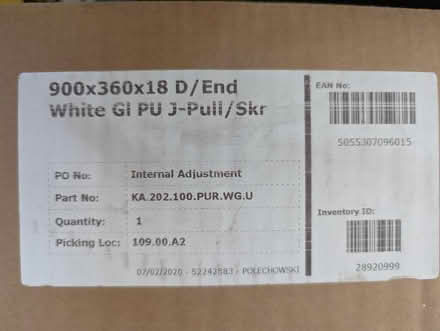 900x360x18 D/End
White Gl PU J-Pull/Skr
PO No: Internal Adjustment
Part No: KA.202.100.PUR.WG.U
Quantity: 1
Picking Loc: 109.00.A2
07/02/2020 - 52242583 - POLECHOWSKI
EAN No:
5055307096015
Inventory ID:
28920999